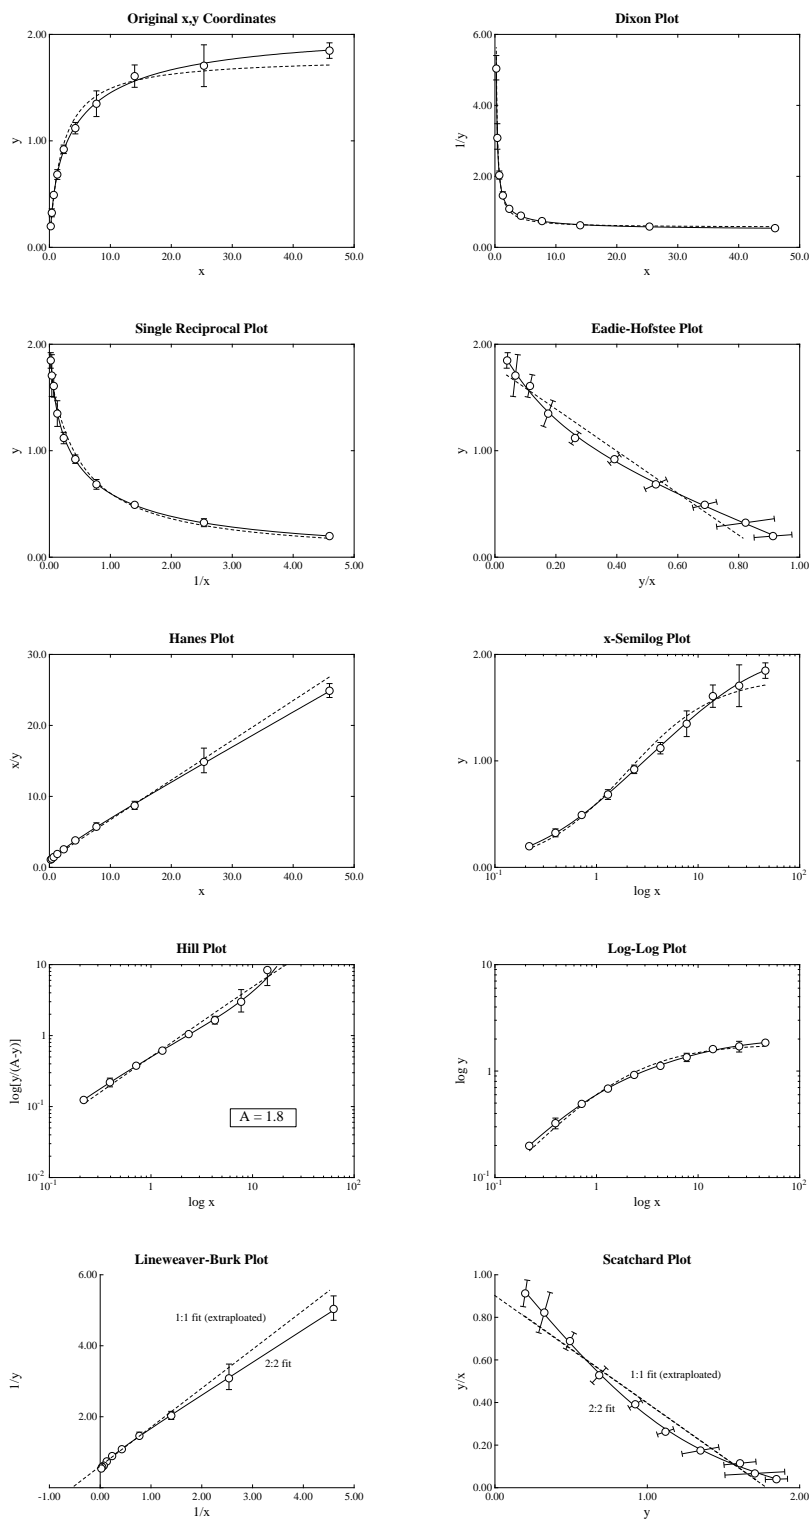 Original x,y Coordinates
2.00
1.00
0.00
y
0.00
10.0
20.0
30.0
40.0
50.0
x
Dixon Plot
6.00
4.00
2.00
0.00
1/y
0.0
10.0
20.0
30.0
40.0
50.0
x
Single Reciprocal Plot
2.00
1.00
0.00
y
0.00
1.00
2.00
3.00
4.00
5.00
1/x
Eadie-Hofstee Plot
2.00
1.00
0.00
y
0.00
0.20
0.40
0.60
0.80
1.00
y/x
Hanes Plot
30.0
20.0
10.0
0.0
x/y
0.0
10.0
20.0
30.0
40.0
50.0
x
x-Semilog Plot
2.00
1.00
0.00
y
10-1
1
10
102
log x
Hill Plot
10
1
10-1
10-2
log[y/(A-y)]
A = 1.8
10-1
1
10
102
log x
Log-Log Plot
10
1
10-1
log y
10-1
1
10
102
log x
Lineweaver-Burk Plot
6.00
4.00
2.00
1/y
1:1 fit (extraploated)
2:2 fit
-1.00
0.00
1.00
2.00
3.00
4.00
5.00
1/x
Scatchard Plot
1.00
0.80
0.60
0.40
0.20
0.00
y/x
1:1 fit (extraploated)
2:2 fit
0.00
1.00
2.00
y